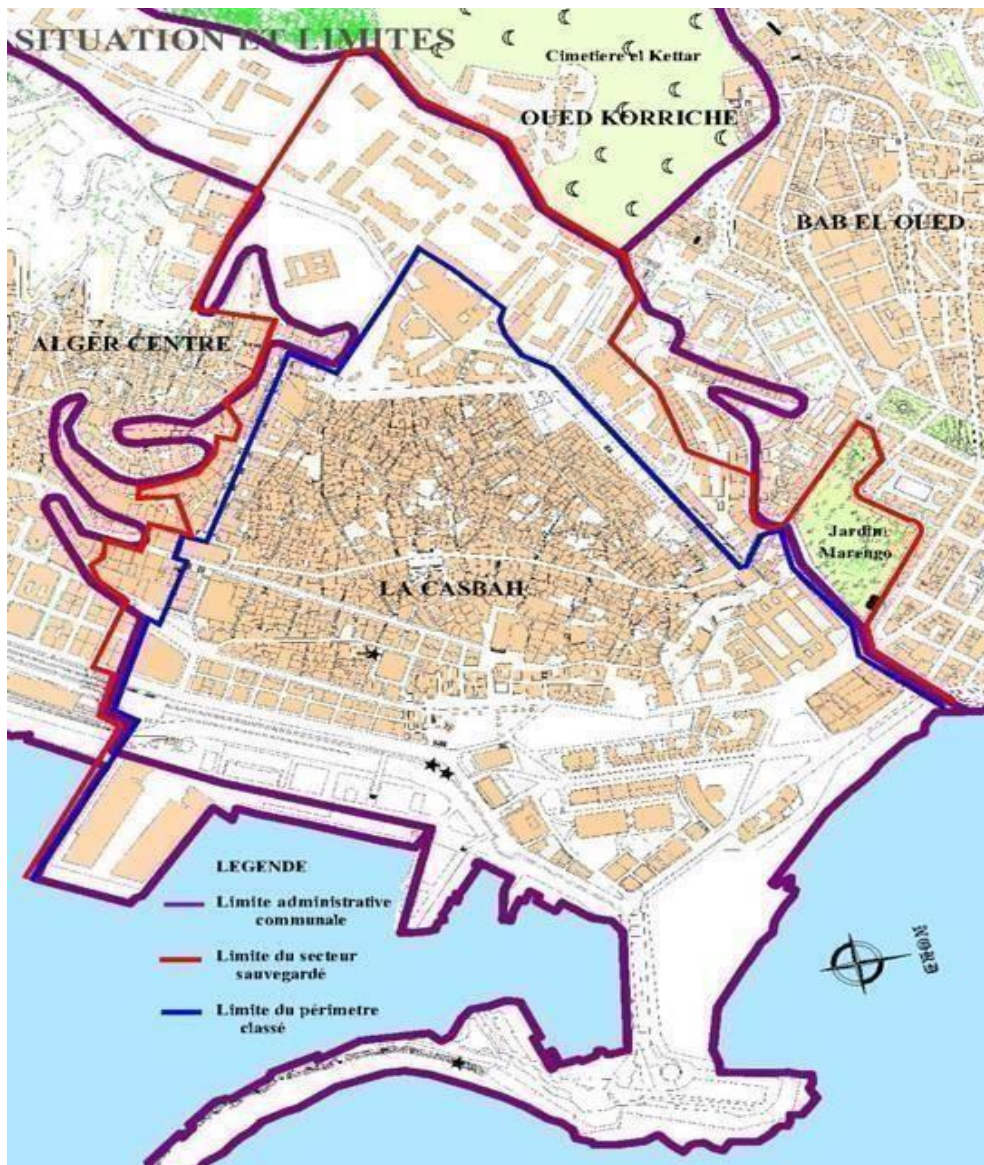 SITUATION ET LIMITES
Cimetiere el Kettar
OUED KORRICHE
BAB EL OUED
ALGER CENTRE
Jardim
Marengo
LA CASBAH
LEGENDE
Limite administrative
communale
Limite du secteur
sauvegardé
Limite du périmetre
classé
NORD